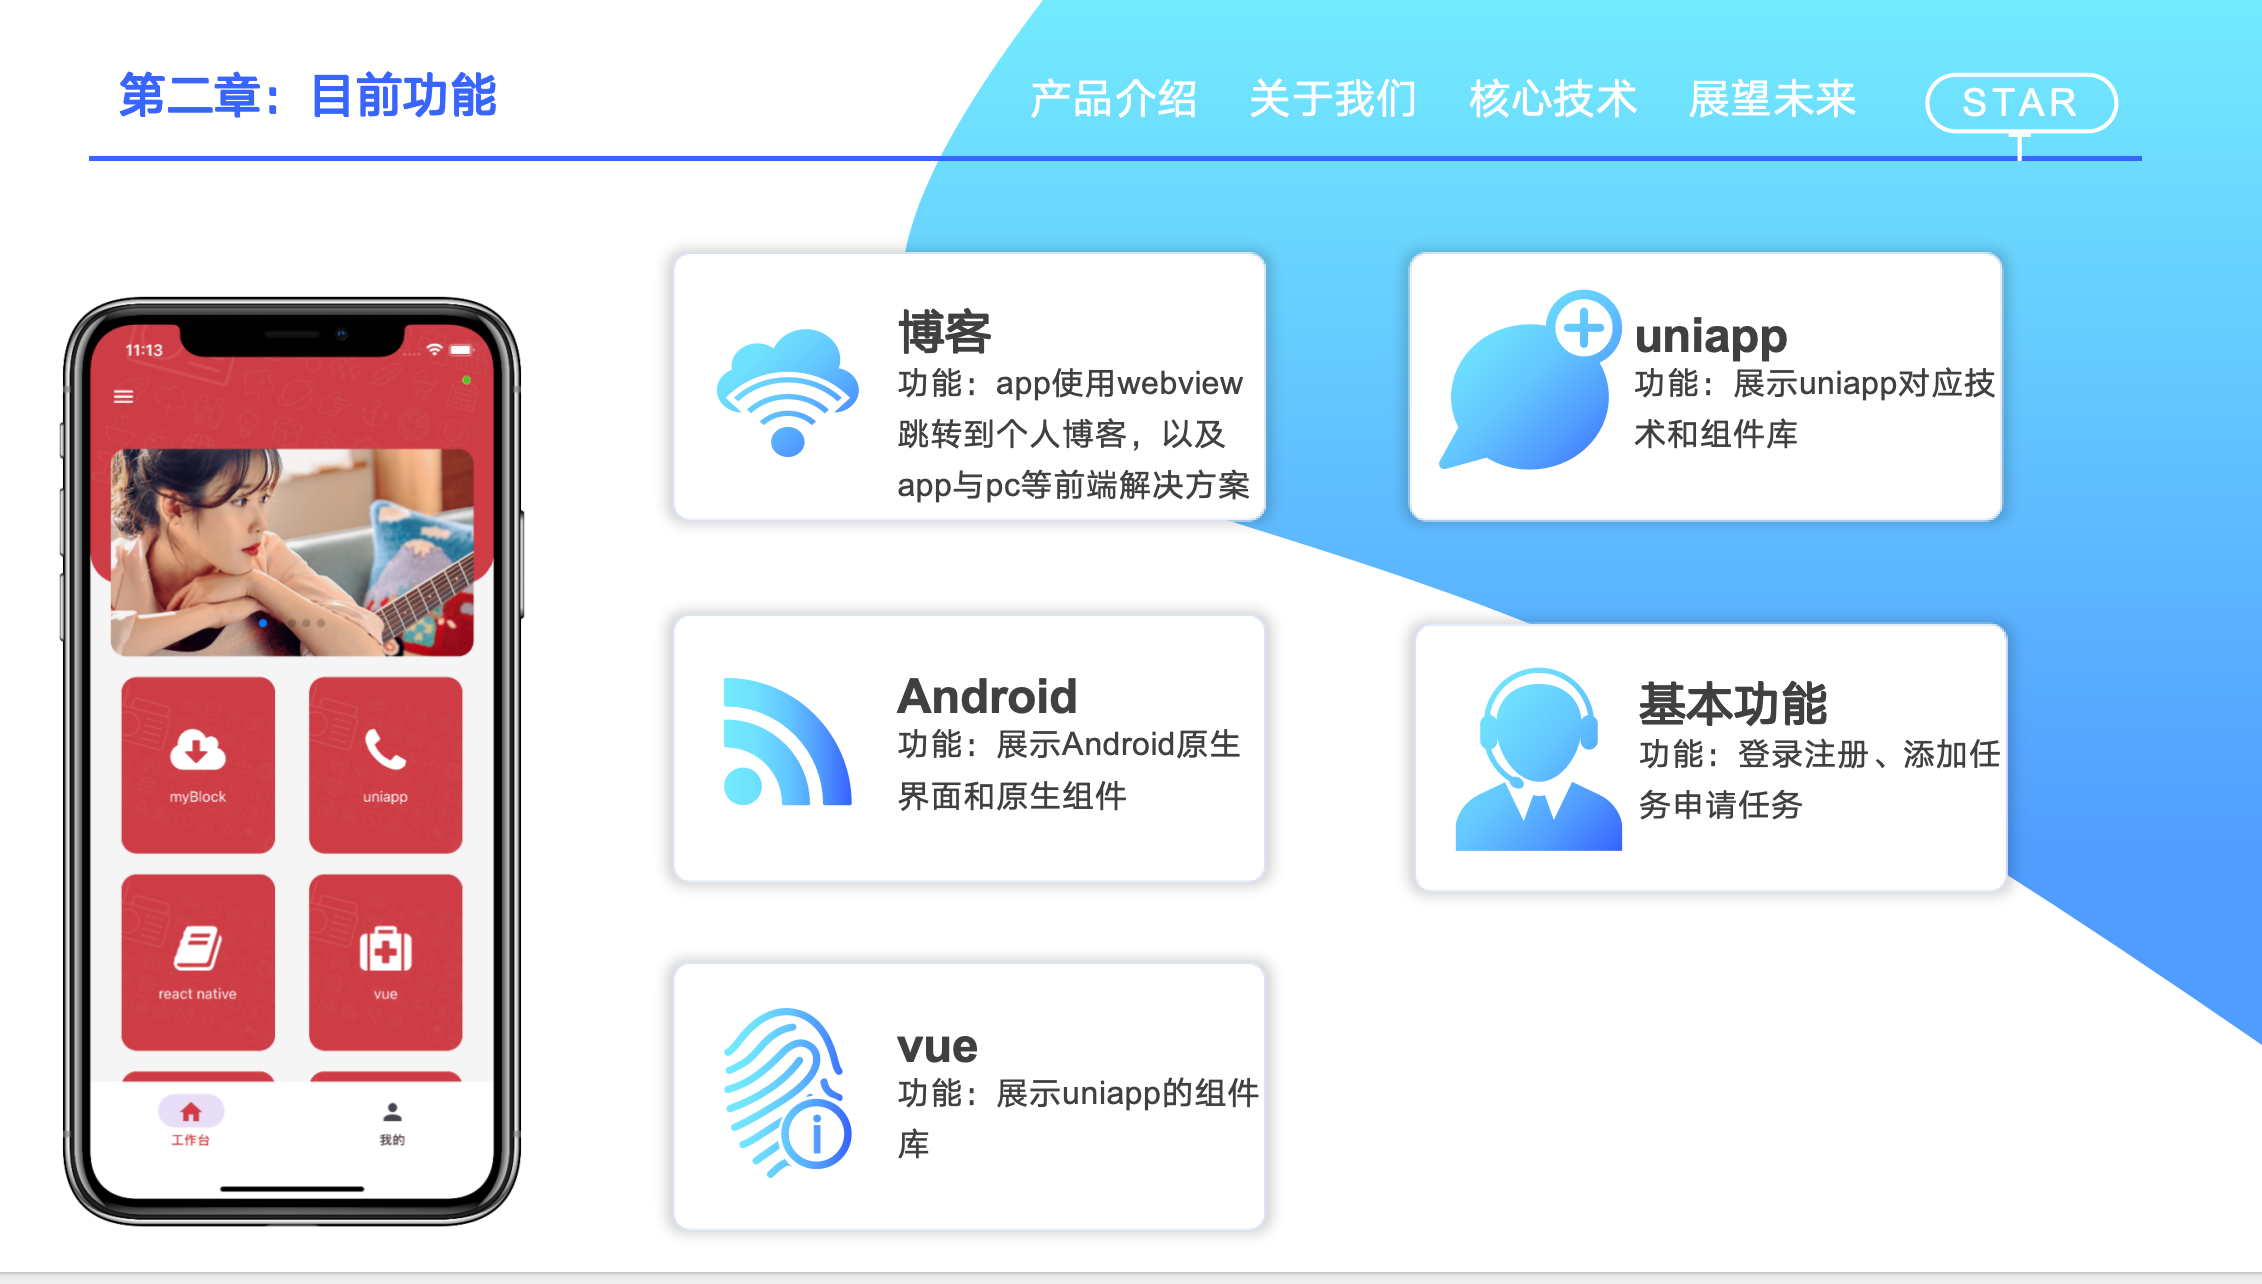 第二章：目前功能
产品介绍 关于我们 核心技术 展望未来 STAR
博客
功能：app使用webview
跳转到个人博客，以及
app与pc等前端解决方案
uniapp
功能：展示uniapp对应技
术和组件库
Android
功能：展示Android原生
界面和原生组件
基本功能
功能：登录注册、添加任
务申请任务
vue
功能：展示uniapp的组件
库
11:13
myBlock
uniapp
react native
vue
工作台
我的